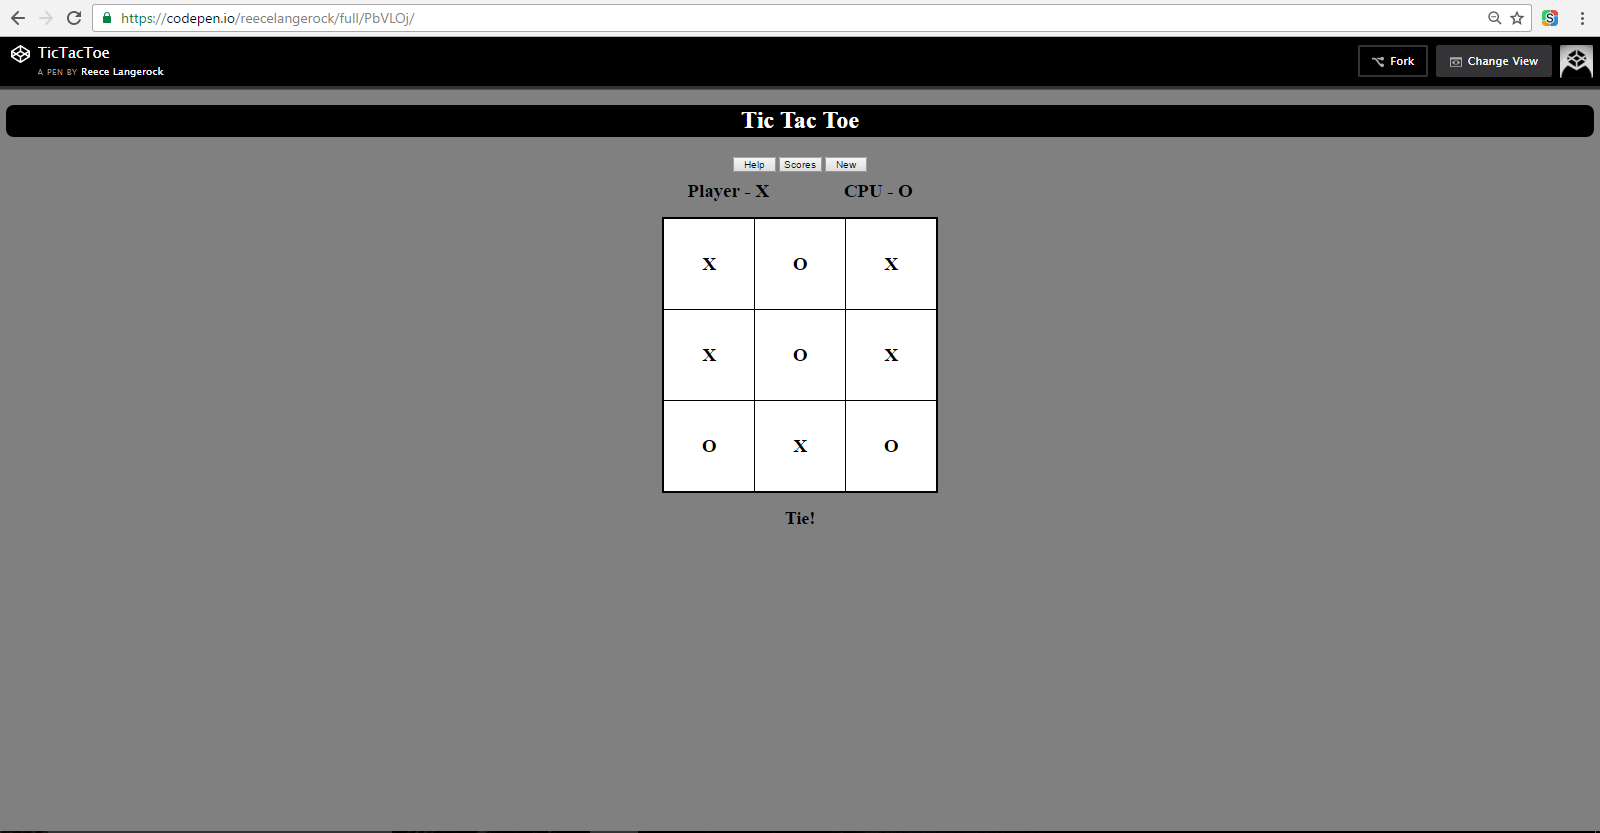 https://codepen.io/reecelangerock/full/PbVLOj/
TicTacToe
A PEN BY Reece Langerock
Fork
Change View
Tic Tac Toe
Help Scores New
Player - X CPU - O
X O X
X O X
O X O
Tie!